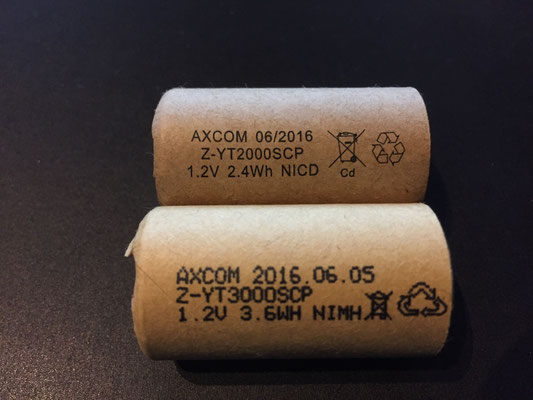 AXCOM 06/2016
Z-YT2000SCP
1.2V 2.4Wh NICD
Cd
AXCOM 2016.06.05
Z-YT3000SCP
1.2V 3.6WH NIMH